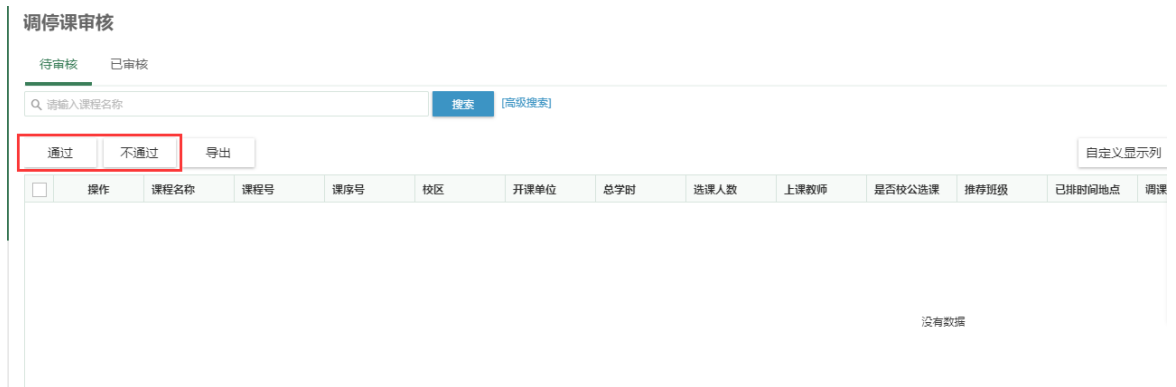 调停课审核
待审核 已审核
请输入课程名称 搜索 [高级搜索]
通过 不通过 导出 自定义显示列
操作 课程名称 课程号 课序号 校区 开课单位 总学时 选课人数 上课教师 是否校公选课 推荐班级 已排时间地点 调课
没有数据